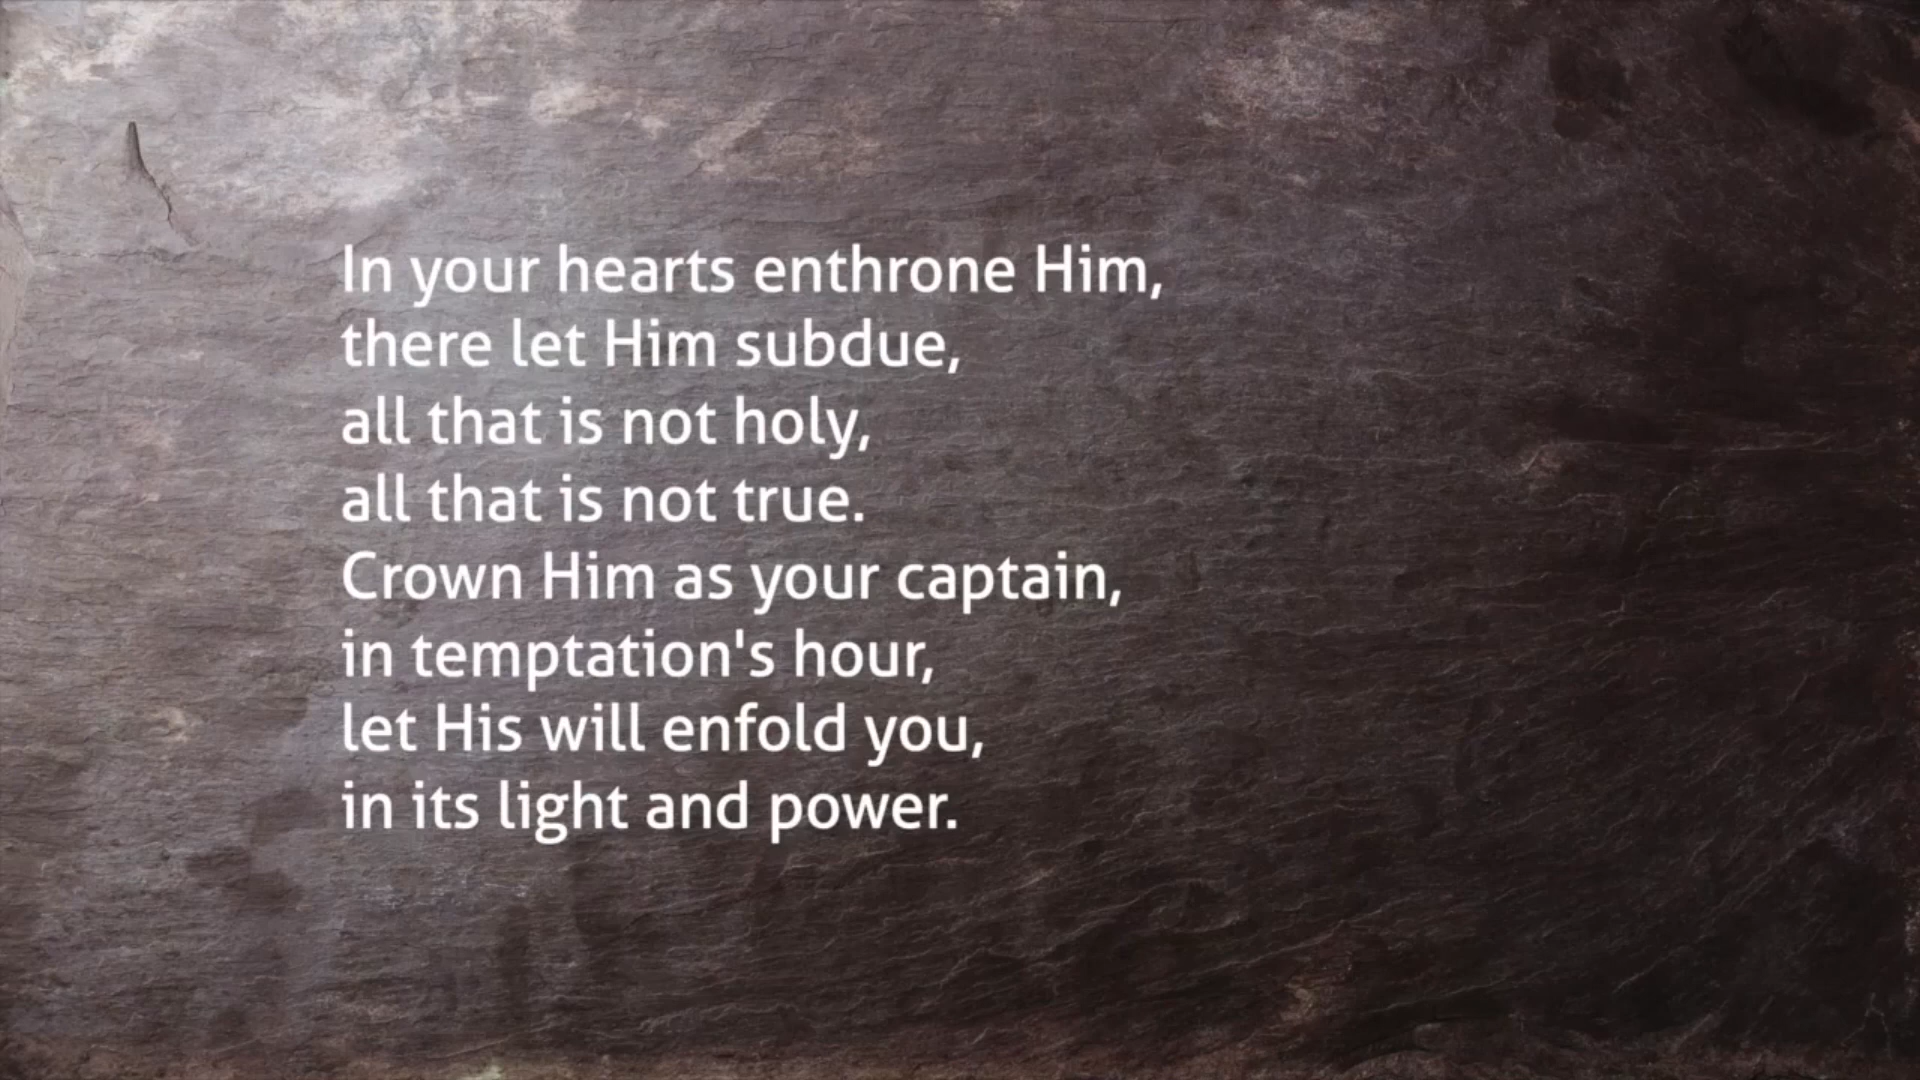 In your hearts enthrone Him,
there let Him subdue,
all that is not holy,
all that is not true.
Crown Him as your captain,
in temptation's hour,
let His will enfold you,
in its light and power.